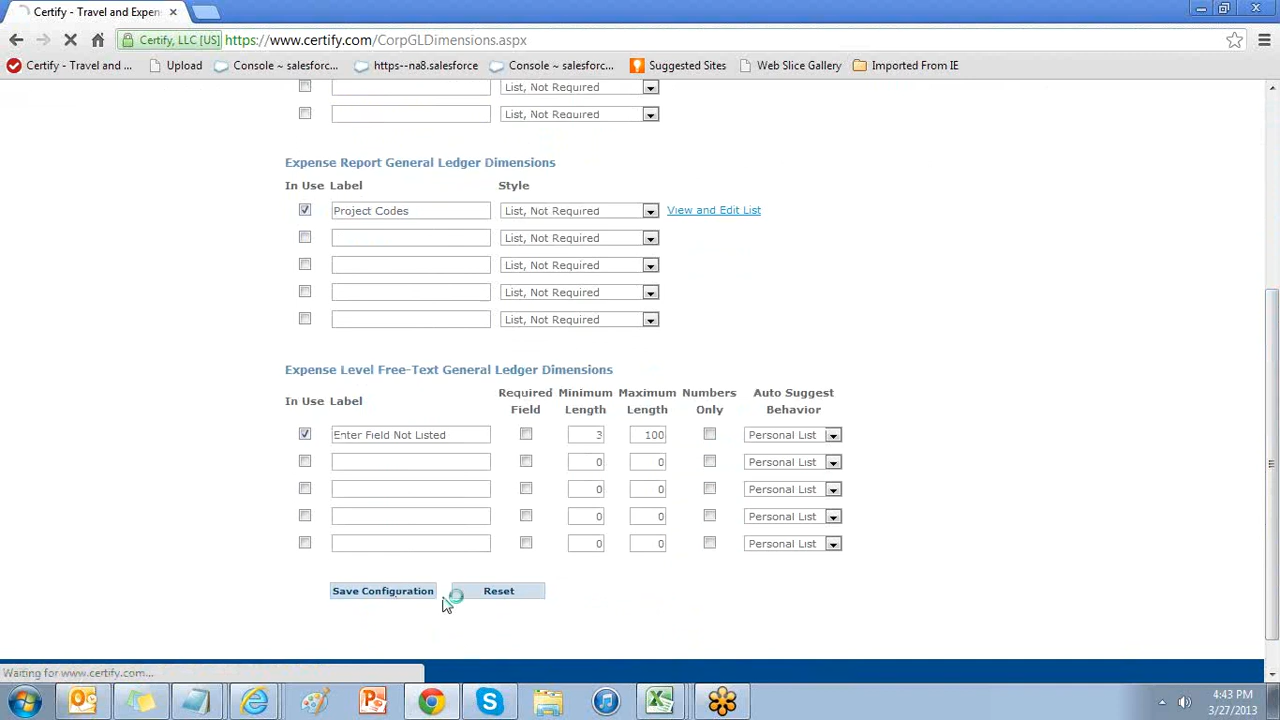 Certify - Travel and Expen
Certify, LLC [US] https://www.certify.com/CorpGLDimensions.aspx
Certify - Travel and ... Upload Console ~ salesforc... https--na8.salesforce Console ~ salesforc... Suggested Sites Web Slice Gallery Imported From IE
List, Not Required
List, Not Required
Expense Report General Ledger Dimensions
In Use Label Style
Project Codes List, Not Required View and Edit List
List, Not Required
List, Not Required
List, Not Required
List, Not Required
Expense Level Free-Text General Ledger Dimensions
Required Minimum Maximum Numbers Auto Suggest
In Use Label Field Length Length Only Behavior
Enter Field Not Listed 3 100 Personal List
0 0 Personal List
0 0 Personal List
0 0 Personal List
0 0 Personal List
Save Configuration Reset
Waiting for www.certify.com...
4:43 PM
3/27/2013